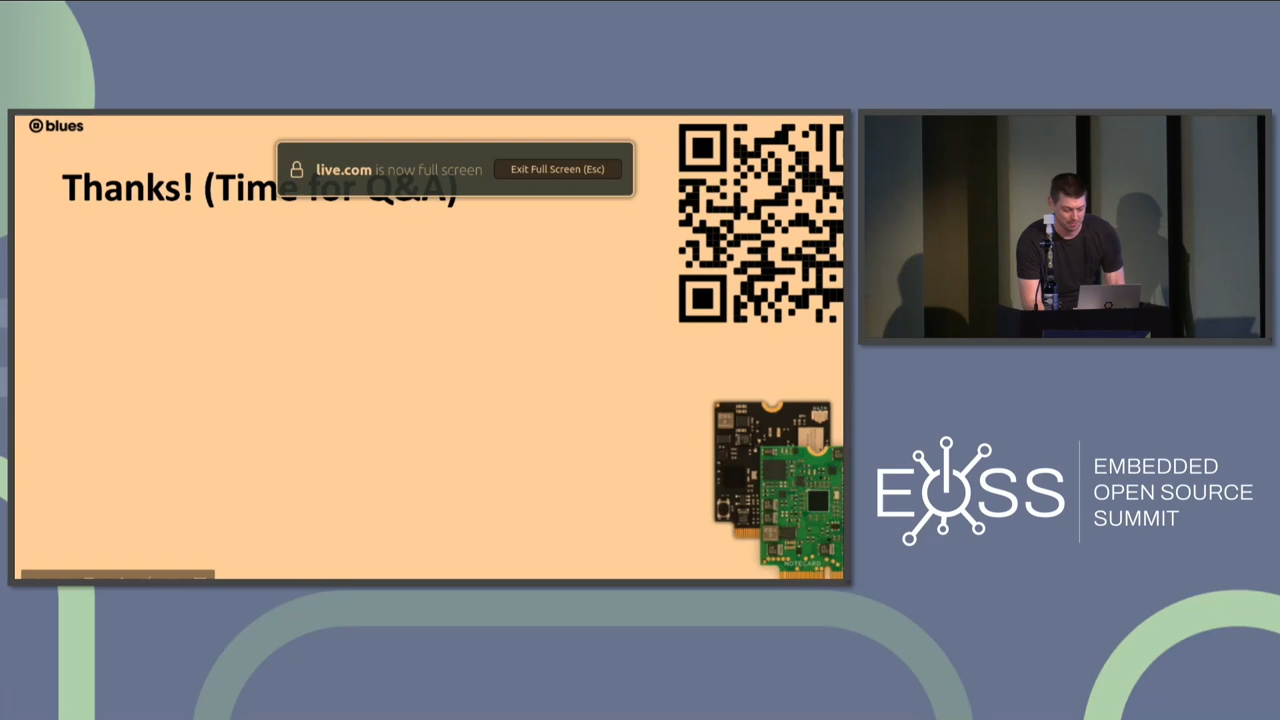 blues
live.com is now full screen
Exit Full Screen (Esc)
Thanks! (Time for Q&A)
NOTECARD
EOSS
EMBEDDED
OPEN SOURCE
SUMMIT